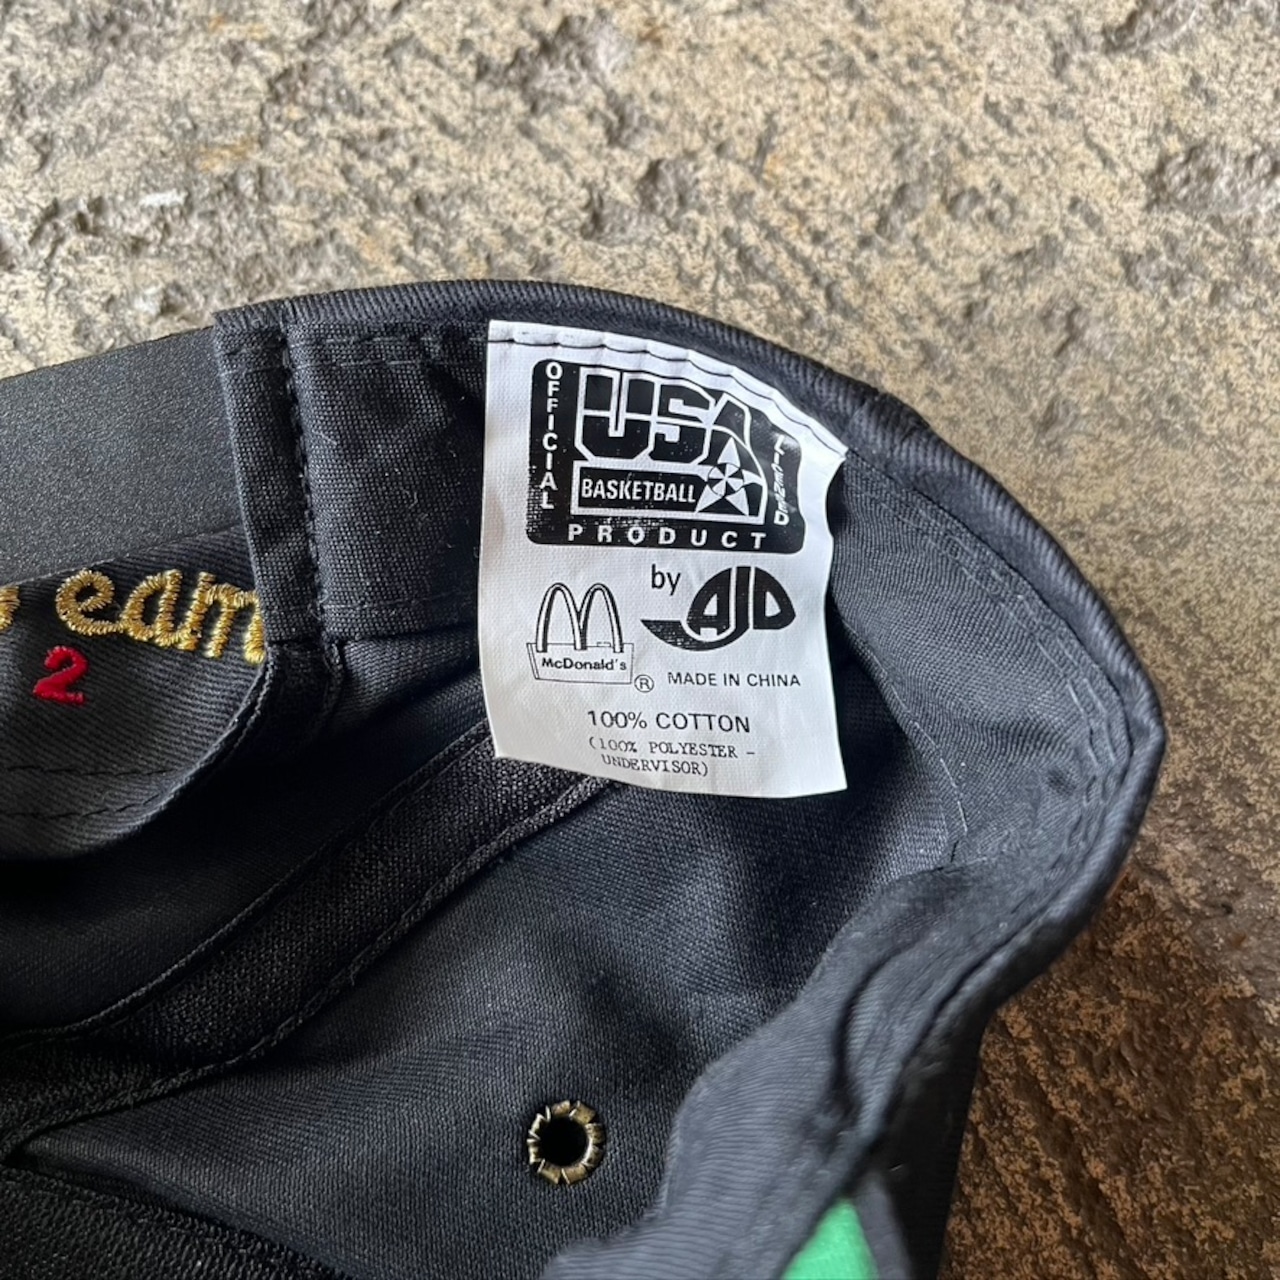 OFFICIAL
USA
LICENSED
BASKETBALL
PRODUCT
by AJD
McDonald's
®
MADE IN CHINA
100% COTTON
(100% POLYESTER -
UNDERVISOR)
eam
2